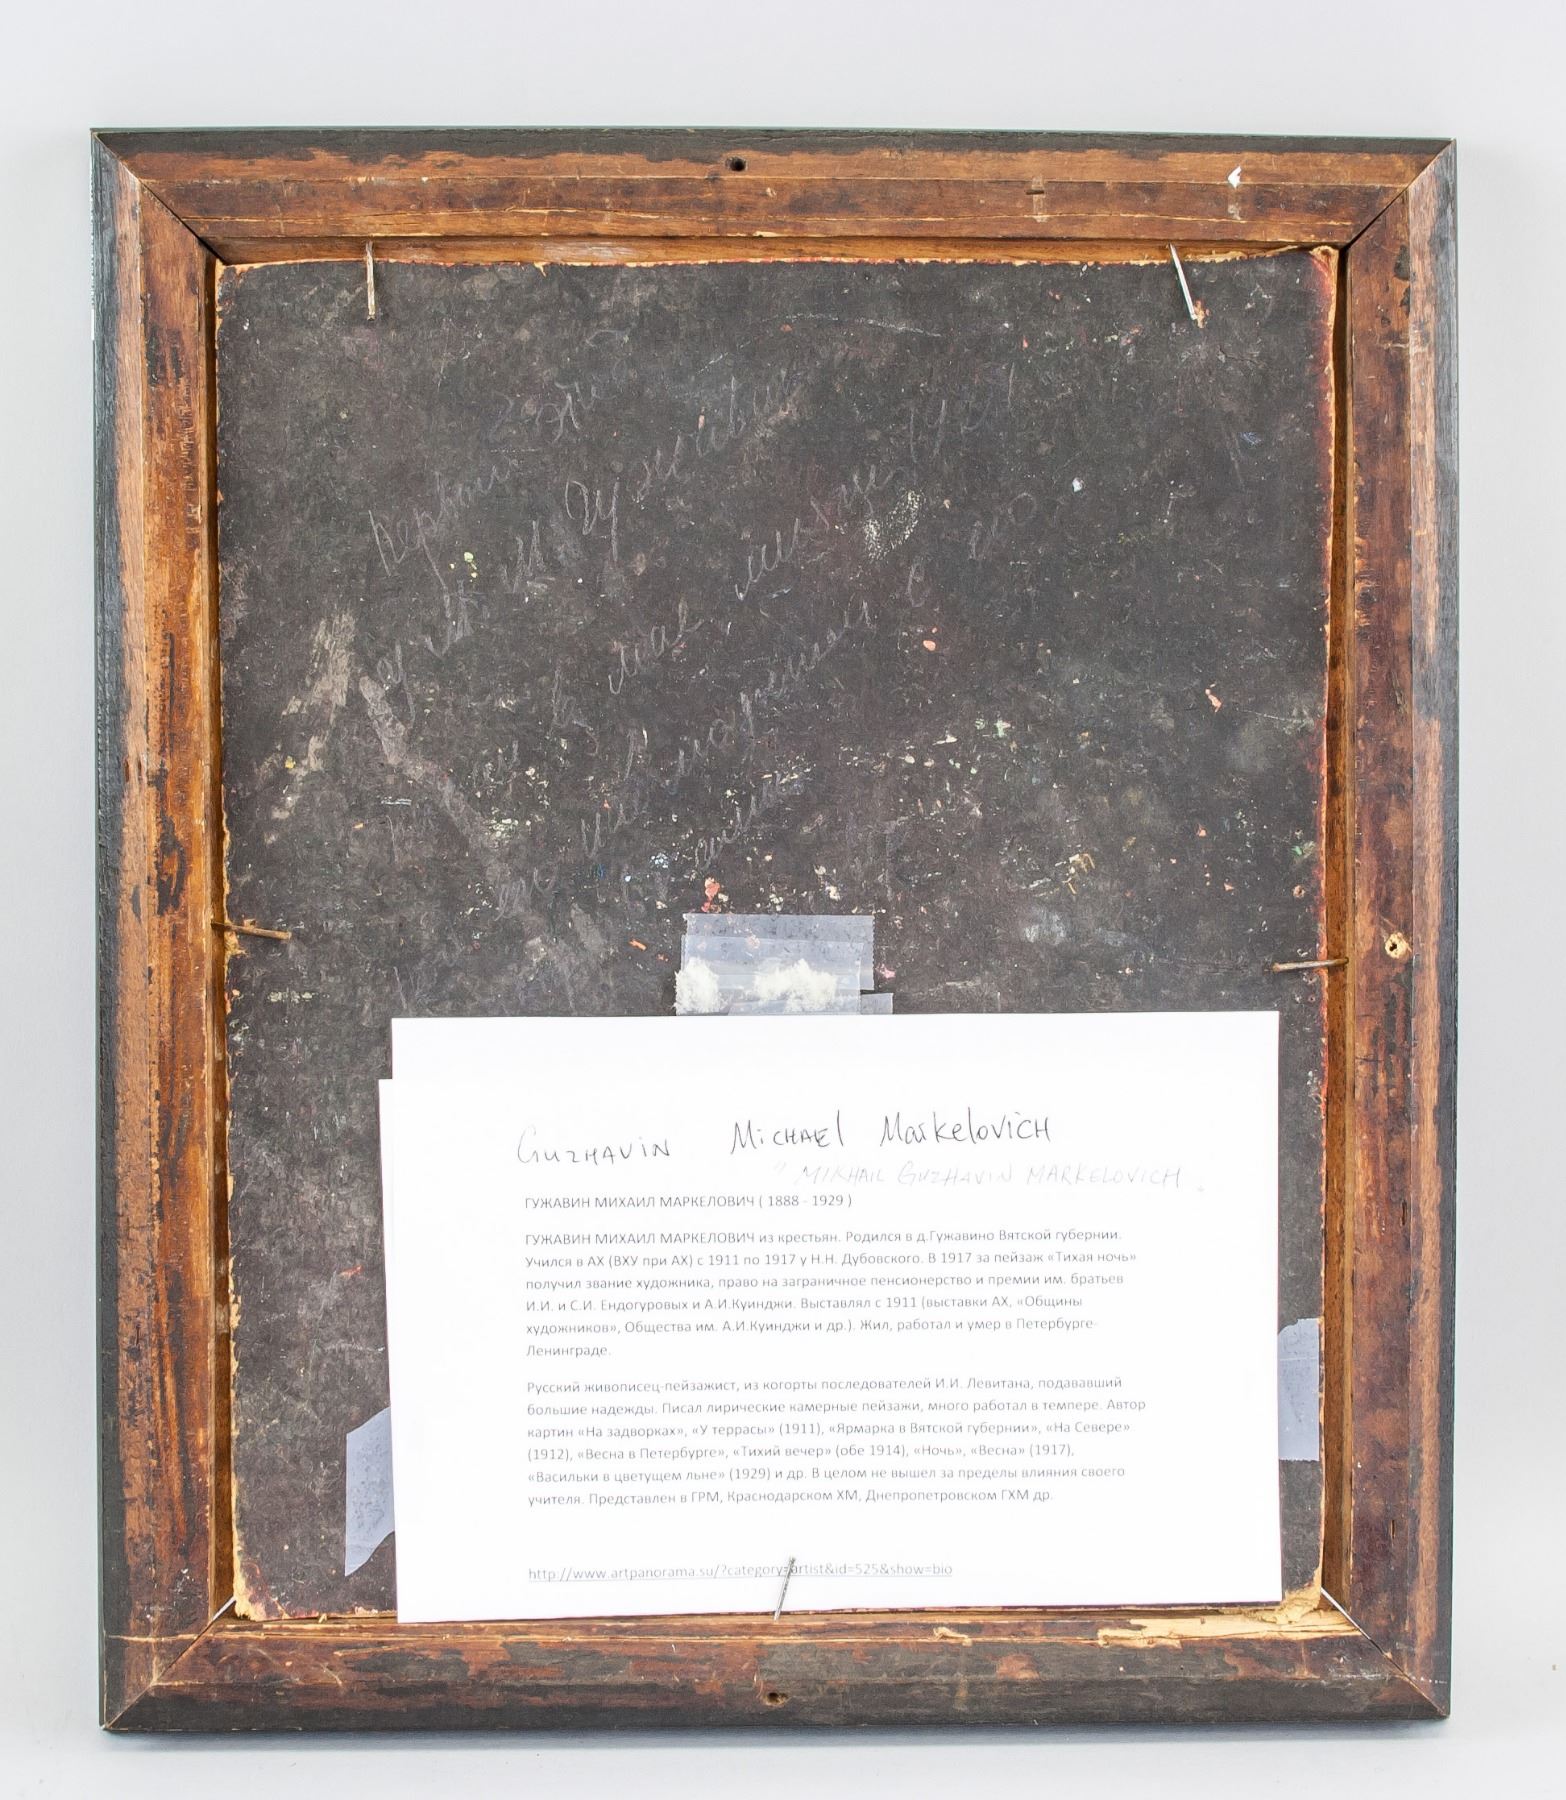 Guzhavin Michael Markelovich
"Mikhail Guzhavin Markelovich
ГУЖАВИН МИХАИЛ МАРКЕЛОВИЧ ( 1888 - 1929 )
ГУЖАВИН МИХАИЛ МАРКЕЛОВИЧ из крестьян. Родился в д.Гужавино Вятской губернии.
Учился в АХ (ВХУ при АХ) с 1911 по 1917 у Н.Н. Дубовского. В 1917 за пейзаж «Тихая ночь»
получил звание художника, право на заграничное пенсионерство и премии им. братьев
И.И. и С.И. Ендогуровых и А.И.Куинджи. Выставлял с 1911 (выставки АХ, «Общины
художников», Общества им. А.И.Куинджи и др.). Жил, работал и умер в Петербурге-
Ленинграде.
Русский живописец-пейзажист, из когорты последователей И.И. Левитана, подававший
большие надежды. Писал лирические камерные пейзажи, много работал в темпере. Автор
картин «На задворках», «У террасы» (1911), «Ярмарка в Вятской губернии», «На Севере»
(1912), «Весна в Петербурге», «Тихий вечер» (обе 1914), «Ночь», «Весна» (1917),
«Васильки в цветущем льне» (1929) и др. В целом не вышел за пределы влияния своего
учителя. Представлен в ГРМ, Краснодарском ХМ, Днепропетровском ГХМ др.
http://www.artpanorama.su/?category=artist&id=525&show=bio